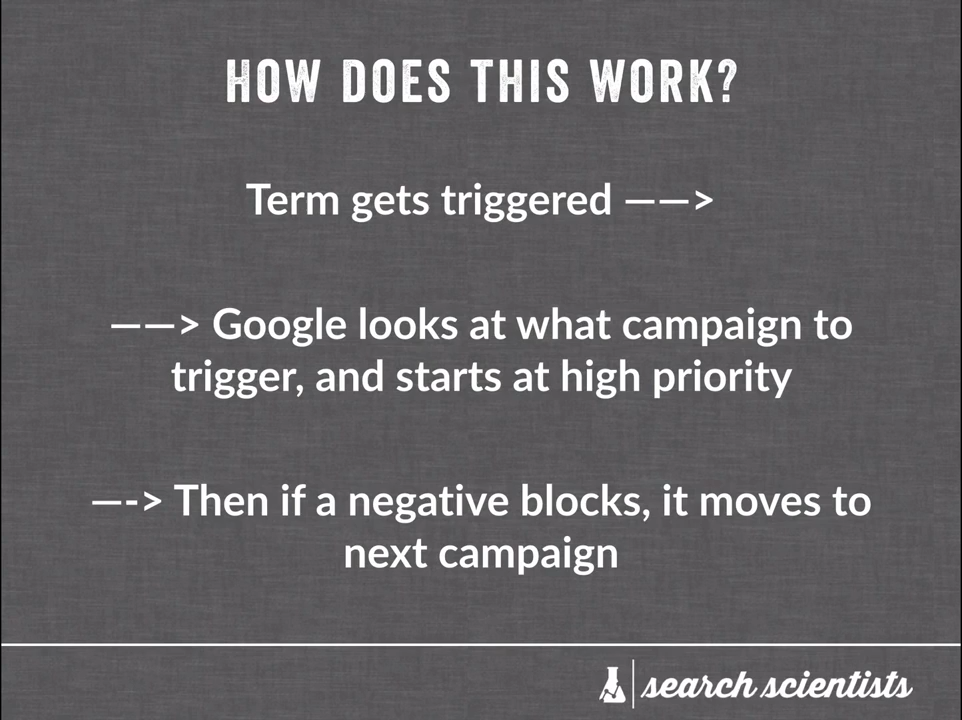 HOW DOES THIS WORK?
Term gets triggered ——>
——> Google looks at what campaign to
trigger, and starts at high priority
—-> Then if a negative blocks, it moves to
next campaign
search scientists